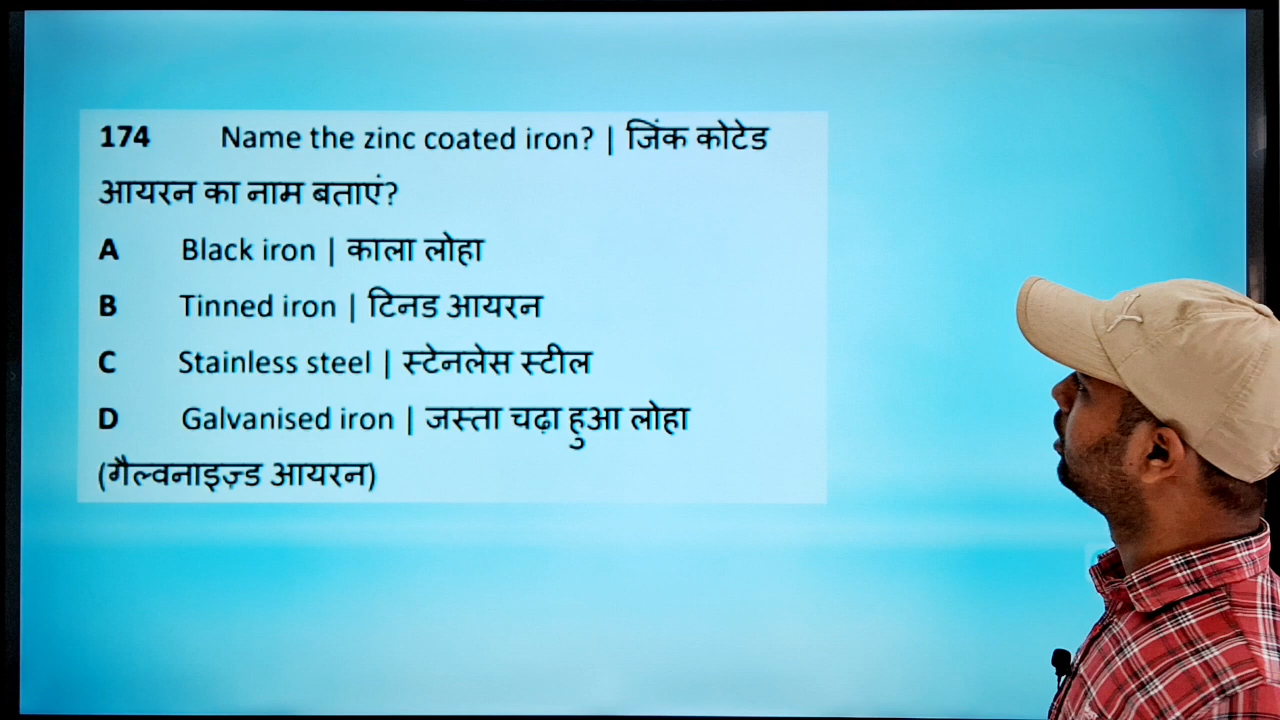 174 Name the zinc coated iron? | जिंक कोटेड
आयरन का नाम बताएं?
A Black iron | काला लोहा
B Tinned iron | टिनड आयरन
C Stainless steel | स्टेनलेस स्टील
D Galvanised iron | जस्ता चढ़ा हुआ लोहा
(गैल्वनाइज़्ड आयरन)